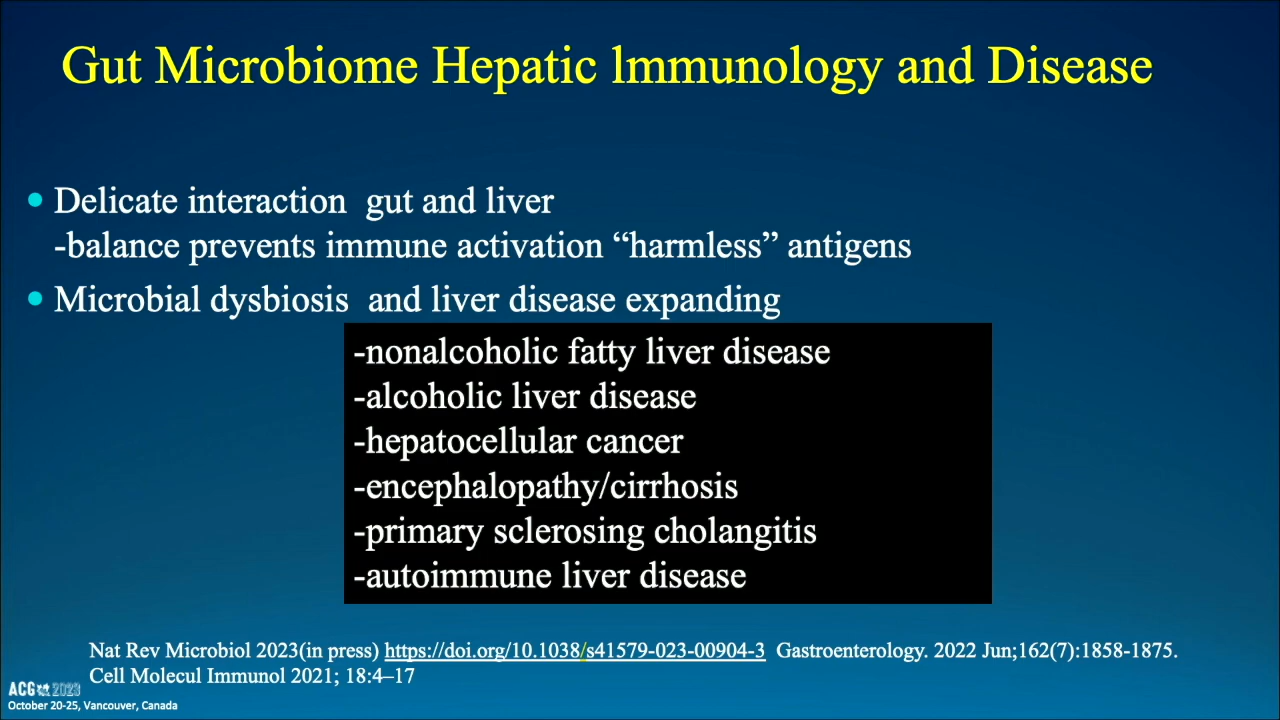 Gut Microbiome Hepatic lmmunology and Disease
• Delicate interaction gut and liver
-balance prevents immune activation “harmless” antigens
• Microbial dysbiosis and liver disease expanding
-nonalcoholic fatty liver disease
-alcoholic liver disease
-hepatocellular cancer
-encephalopathy/cirrhosis
-primary sclerosing cholangitis
-autoimmune liver disease
Nat Rev Microbiol 2023(in press) https://doi.org/10.1038/s41579-023-00904-3 Gastroenterology. 2022 Jun;162(7):1858-1875.
Cell Molecul Immunol 2021; 18:4–17
ACG 2023
October 20-25, Vancouver, Canada